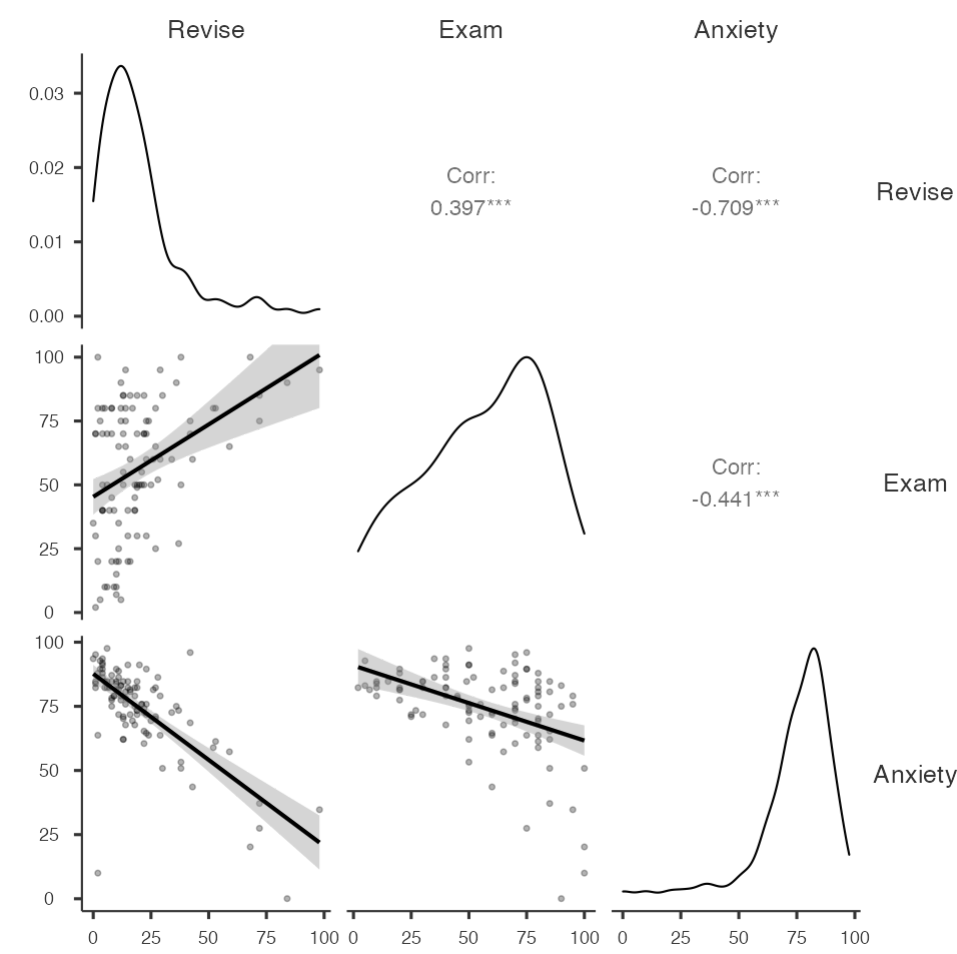 Revise Exam Anxiety
0.03
0.02
0.01
0.00
Corr:
0.397***
Corr:
-0.709***
Revise
100
75
50
25
0
Corr:
-0.441***
Exam
100
75
50
25
0
Anxiety
0 25 50 75 100 0 25 50 75 100 0 25 50 75 100